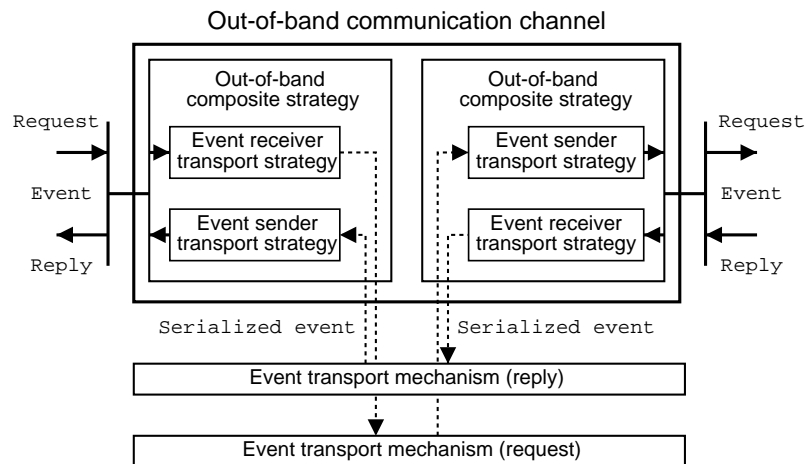 Out-of-band communication channel
Out-of-band
composite strategy
Out-of-band
composite strategy
Request
Request
Event receiver
transport strategy
Event sender
transport strategy
Event
Event
Event sender
transport strategy
Event receiver
transport strategy
Reply
Reply
Serialized event
Serialized event
Event transport mechanism (reply)
Event transport mechanism (request)